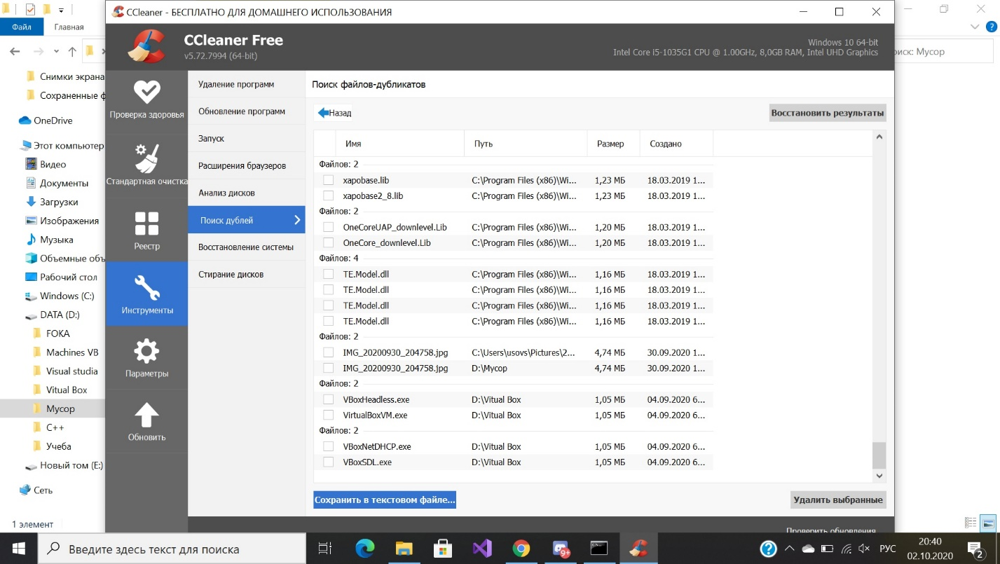 CCleaner - БЕСПЛАТНО ДЛЯ ДОМАШНЕГО ИСПОЛЬЗОВАНИЯ
Файл
Главная
?
CCleaner Free
v5.72.7994 (64-bit)
Windows 10 64-bit
Intel Core i5-1035G1 CPU @ 1.00GHz, 8,0GB RAM, Intel UHD Graphics
иск: Мусор
Снимки экрана
Сохраненные ф
OneDrive
Этот компьютер
Видео
Документы
Загрузки
Изображения
Музыка
Объемные объ
Рабочий стол
Windows (C:)
DATA (D:)
FOKA
Machines VB
Visual studia
Vitual Box
Мусор
C++
Учеба
Новый том (E:)
Сеть
1 элемент
Проверка здоровья
Стандартная очистка
Реестр
Инструменты
Параметры
Обновить
Удаление программ
Обновление программ
Запуск
Расширения браузеров
Анализ дисков
Поиск дублей
Восстановление системы
Стирание дисков
Поиск файлов-дубликатов
Назад
Восстановить результаты
Имя Путь Размер Создано
Файлов: 2
xapobase.lib C:\Program Files (x86)\Wi... 1,23 МБ 18.03.2019 1...
xapobase2_8.lib C:\Program Files (x86)\Wi... 1,23 МБ 18.03.2019 1...
Файлов: 2
OneCoreUAP_downlevel.Lib C:\Program Files (x86)\Wi... 1,20 МБ 18.03.2019 1...
OneCore_downlevel.Lib C:\Program Files (x86)\Wi... 1,20 МБ 18.03.2019 1...
Файлов: 4
TE.Model.dll C:\Program Files (x86)\Wi... 1,16 МБ 18.03.2019 1...
TE.Model.dll C:\Program Files (x86)\Wi... 1,16 МБ 18.03.2019 1...
TE.Model.dll C:\Program Files (x86)\Wi... 1,16 МБ 18.03.2019 1...
TE.Model.dll C:\Program Files (x86)\Wi... 1,16 МБ 18.03.2019 1...
Файлов: 2
IMG_20200930_204758.jpg C:\Users\usovs\Pictures\2... 4,74 МБ 30.09.2020 1...
IMG_20200930_204758.jpg D:\Мусор 4,74 МБ 30.09.2020 1...
Файлов: 2
VBoxHeadless.exe D:\Vitual Box 1,05 МБ 04.09.2020 6...
VirtualBoxVM.exe D:\Vitual Box 1,05 МБ 04.09.2020 6...
Файлов: 2
VBoxNetDHCP.exe D:\Vitual Box 1,05 МБ 04.09.2020 6...
VBoxSDL.exe D:\Vitual Box 1,05 МБ 04.09.2020 6...
Сохранить в текстовом файле...
Удалить выбранные
Проверить обновления
Введите здесь текст для поиска
9+
?
РУС
20:40
02.10.2020
2